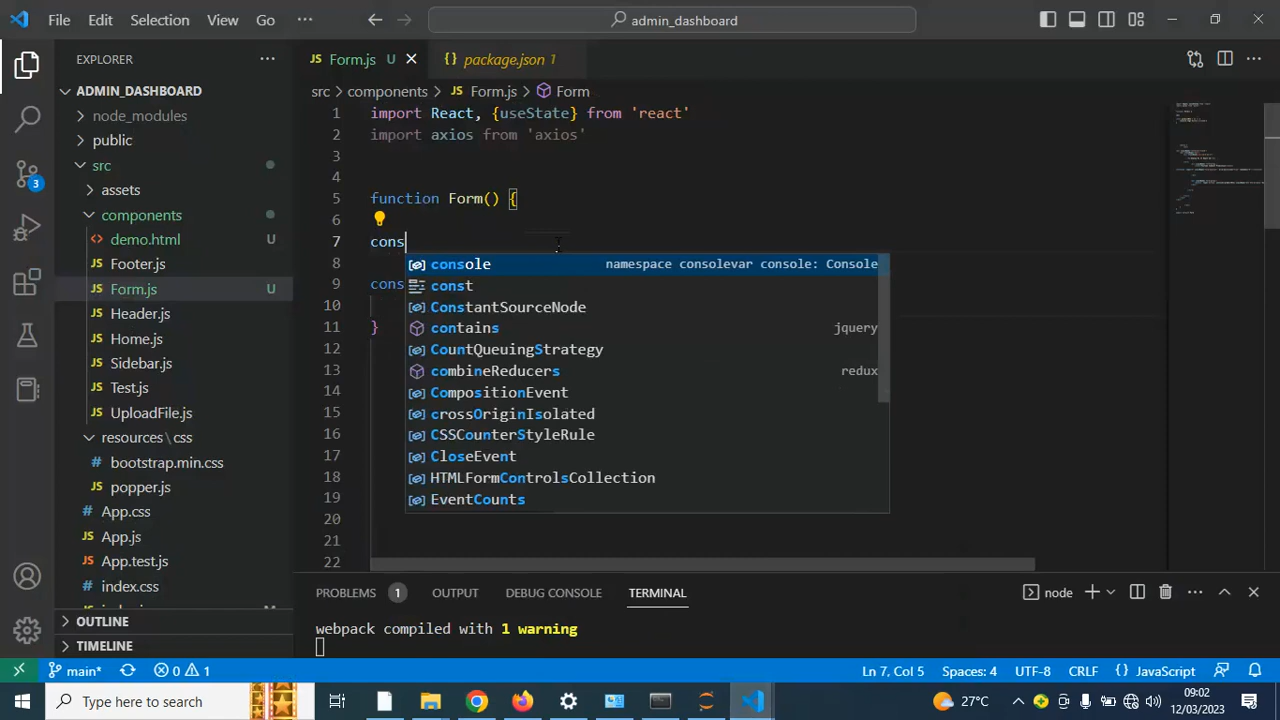 File Edit Selection View Go ··· admin_dashboard
EXPLORER ···
ADMIN_DASHBOARD
node_modules
public
src
assets
components
demo.html U
Footer.js
Form.js U
Header.js
Home.js
Sidebar.js
Test.js
UploadFile.js
resources\css
bootstrap.min.css
popper.js
App.css
App.js
App.test.js
index.css
OUTLINE
TIMELINE
3
JS Form.js U {} package.json 1
src > components > JS Form.js > Form
1 import React, {useState} from 'react'
2 import axios from 'axios'
3
4
5 function Form() {
6
7 cons
8
9 cons
10
11 }
12
13
14
15
16
17
18
19
20
21
22
console namespace consolevar console: Console
const
ConstantSourceNode
contains jquery
CountQueuingStrategy
combineReducers redux
CompositionEvent
crossOriginIsolated
CSSCounterStyleRule
CloseEvent
HTMLFormControlsCollection
EventCounts
PROBLEMS 1 OUTPUT DEBUG CONSOLE TERMINAL node
webpack compiled with 1 warning
main* 0 1 Ln 7, Col 5 Spaces: 4 UTF-8 CRLF {} JavaScript
Type here to search 27°C 09:02
12/03/2023